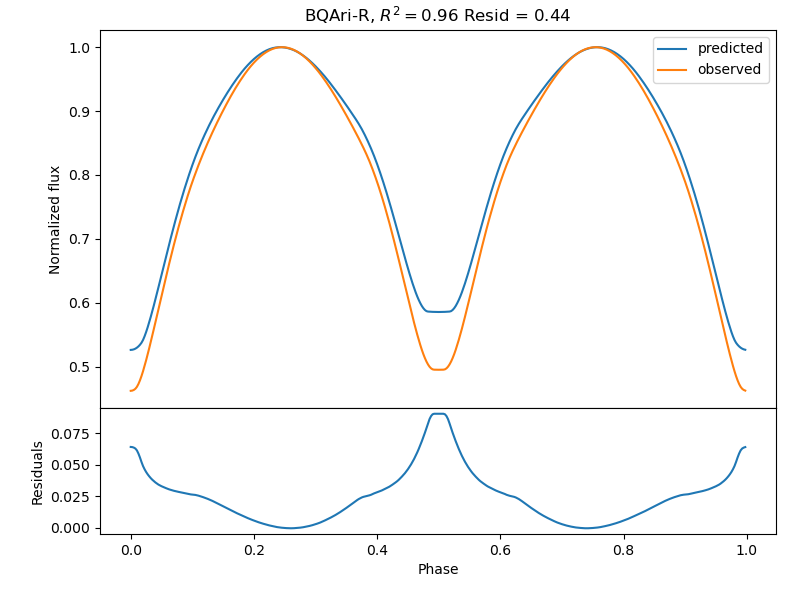 BQAri-R, $R^2 = 0.96$ Resid = 0.44
predicted
observed
1.0
0.9
0.8
0.7
0.6
0.5
Normalized flux
0.075
0.050
0.025
0.000
Residuals
0.0 0.2 0.4 0.6 0.8 1.0
Phase